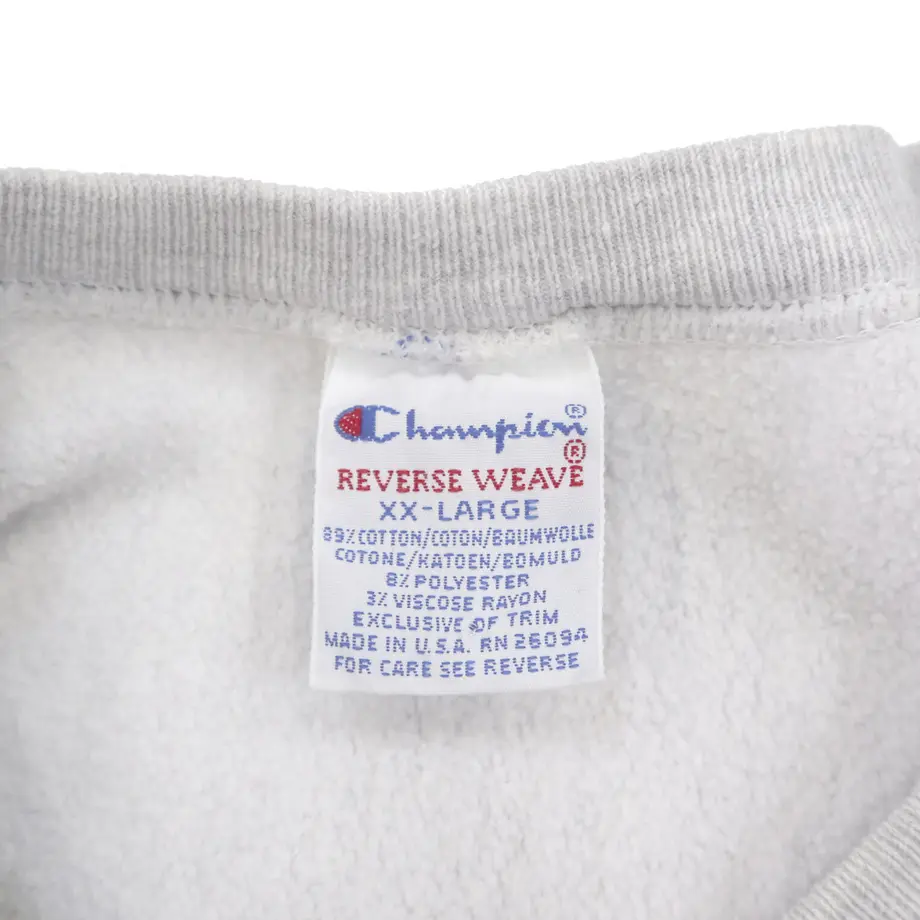 Champion®
REVERSE WEAVE®
XX-LARGE
89% COTTON/COTON/BAUMWOLLE
COTONE/KATOEN/BOMULD
8% POLYESTER
3% VISCOSE RAYON
EXCLUSIVE OF TRIM
MADE IN U.S.A. RN 26094
FOR CARE SEE REVERSE